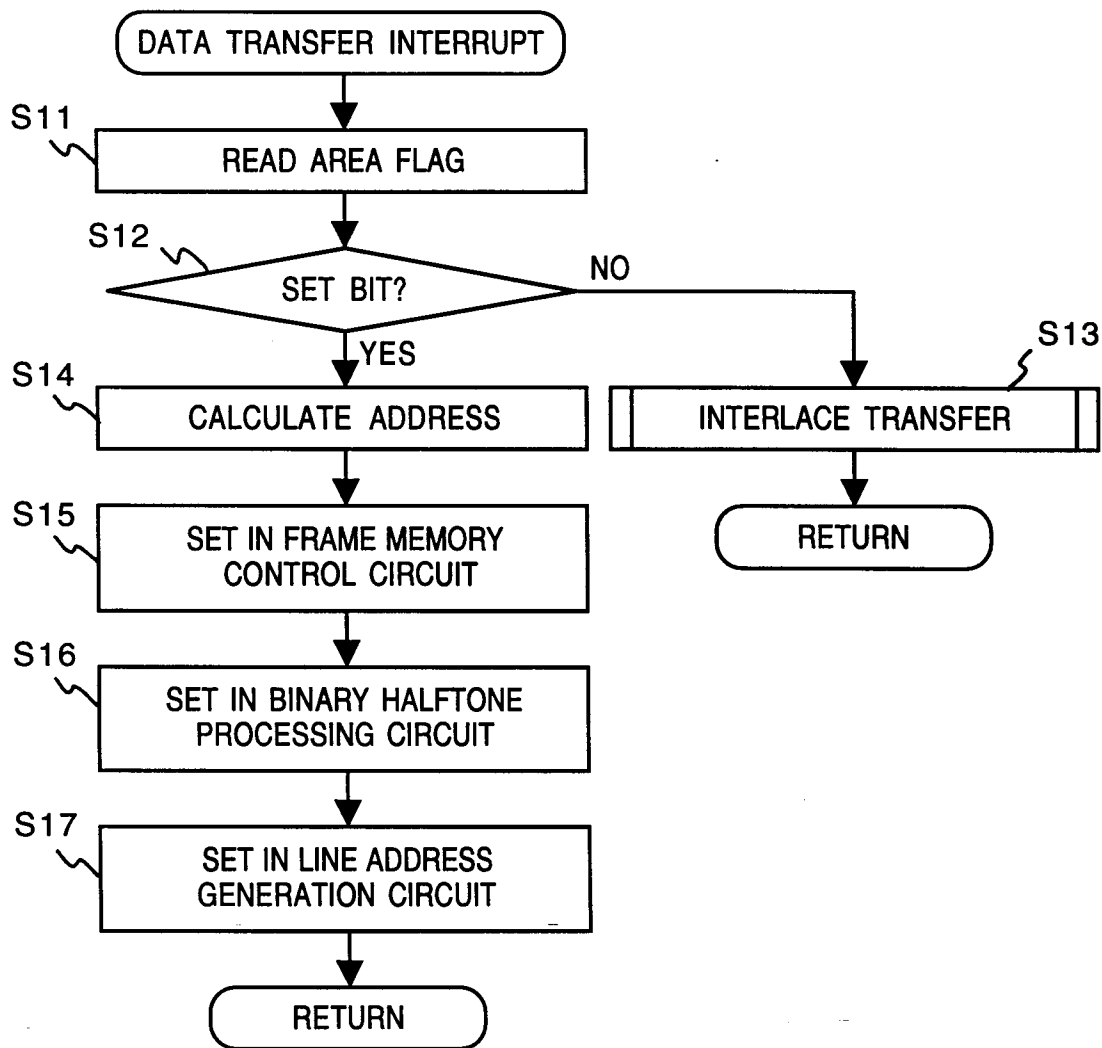 DATA TRANSFER INTERRUPT
S11
READ AREA FLAG
S12
SET BIT?
NO
YES
S13
S14
CALCULATE ADDRESS
INTERLACE TRANSFER
S15
SET IN FRAME MEMORY
CONTROL CIRCUIT
RETURN
S16
SET IN BINARY HALFTONE
PROCESSING CIRCUIT
S17
SET IN LINE ADDRESS
GENERATION CIRCUIT
RETURN